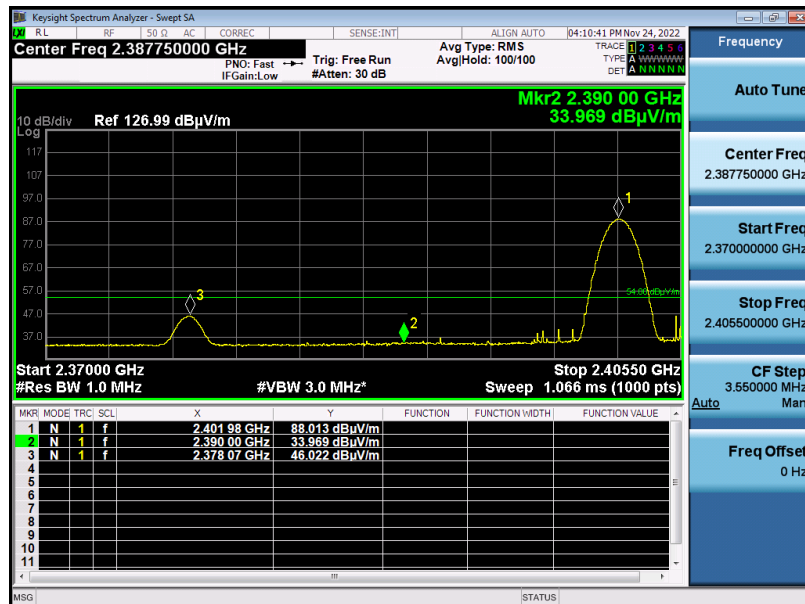 Keysight Spectrum Analyzer - Swept SA
LXI RL RF 50 Ω AC CORREC SENSE:INT ALIGN AUTO 04:10:41 PM Nov 24, 2022
Center Freq 2.387750000 GHz
PNO: Fast
IFGain:Low
Trig: Free Run
#Atten: 30 dB
Avg Type: RMS
Avg|Hold: 100/100
TRACE 1 2 3 4 5 6
TYPE A W W W W W
DET A N N N N N
Mkr2 2.390 00 GHz
33.969 dBµV/m
10 dB/div Ref 126.99 dBµV/m
Log
117
107
97.0
87.0
77.0
67.0
57.0
47.0
37.0
1
2
3
54.00 dBµV/m
Start 2.37000 GHz Stop 2.40550 GHz
#Res BW 1.0 MHz #VBW 3.0 MHz* Sweep 1.066 ms (1000 pts)
MKR MODE TRC SCL X Y FUNCTION FUNCTION WIDTH FUNCTION VALUE
1 N 1 f 2.401 98 GHz 88.013 dBµV/m
2 N 1 f 2.390 00 GHz 33.969 dBµV/m
3 N 1 f 2.378 07 GHz 46.022 dBµV/m
4
5
6
7
8
9
10
11
MSG STATUS
Frequency
Auto Tune
Center Freq
2.387750000 GHz
Start Freq
2.370000000 GHz
Stop Freq
2.405500000 GHz
CF Step
3.550000 MHz
Auto Man
Freq Offset
0 Hz